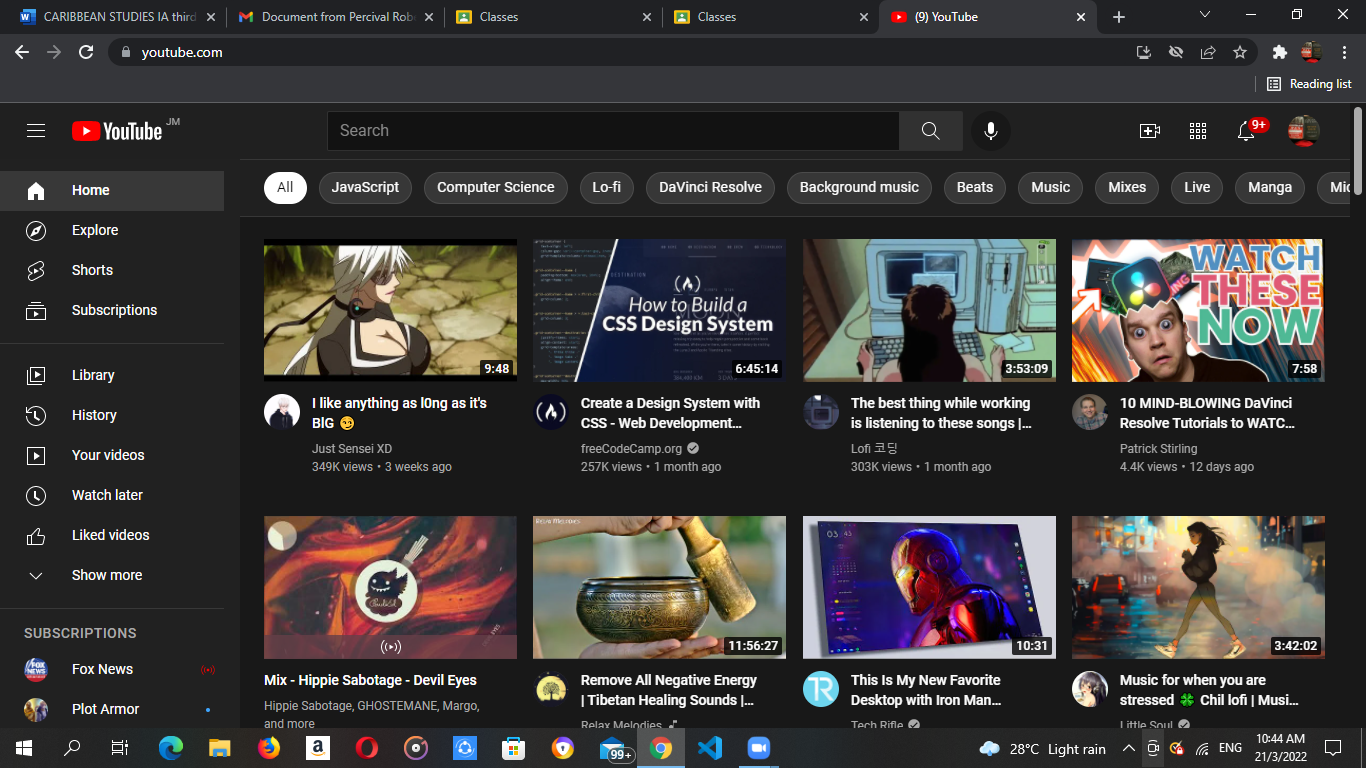 CARIBBEAN STUDIES IA third
Document from Percival Rob
Classes
Classes
(9) YouTube
youtube.com
Reading list
YouTube JM
Search
9+
Home
Explore
Shorts
Subscriptions
Library
History
Your videos
Watch later
Liked videos
Show more
SUBSCRIPTIONS
Fox News
Plot Armor
All
JavaScript
Computer Science
Lo-fi
DaVinci Resolve
Background music
Beats
Music
Mixes
Live
Manga
9:48
How to Build a
CSS Design System
6:45:14
3:53:09
WATCH
THESE
NOW
7:58
I like anything as l0ng as it's
BlG 😏
Just Sensei XD
349K views • 3 weeks ago
Create a Design System with
CSS - Web Development…
freeCodeCamp.org
257K views • 1 month ago
The best thing while working
is listening to these songs |…
Lofi 코딩
303K views • 1 month ago
10 MIND-BLOWING DaVinci
Resolve Tutorials to WATC…
Patrick Stirling
4.4K views • 12 days ago
11:56:27
03 43
10:31
3:42:02
Mix - Hippie Sabotage - Devil Eyes
Hippie Sabotage, GHOSTEMANE, Margo,
and more
Remove All Negative Energy
| Tibetan Healing Sounds |…
Relax Melodies
This Is My New Favorite
Desktop with Iron Man…
Tech Rifle
Music for when you are
stressed 🍀 Chil lofi | Musi…
Little Soul
99+
28°C Light rain
ENG
10:44 AM
21/3/2022